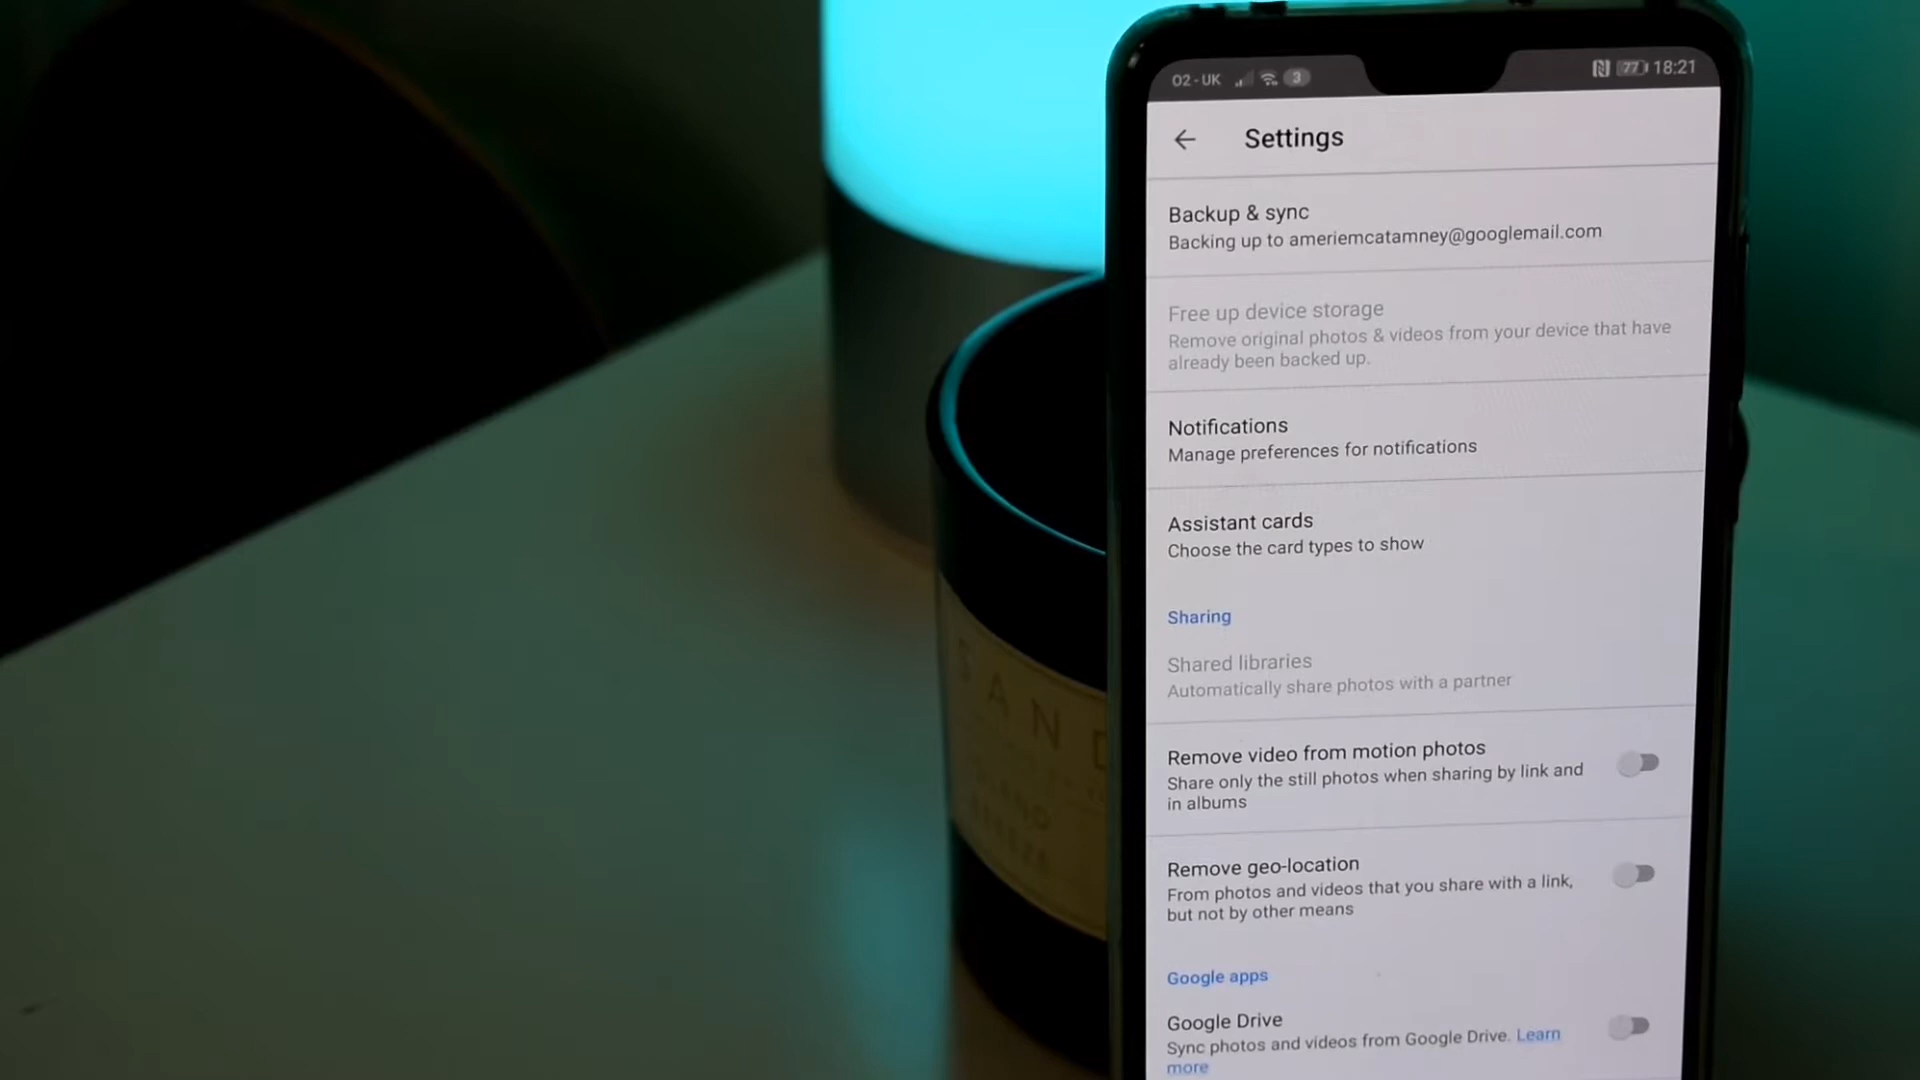 O2 - UK 3 77 18:21
Settings
Backup & sync
Backing up to ameriemcatamney@googlemail.com
Free up device storage
Remove original photos & videos from your device that have
already been backed up.
Notifications
Manage preferences for notifications
Assistant cards
Choose the card types to show
Sharing
Shared libraries
Automatically share photos with a partner
Remove video from motion photos
Share only the still photos when sharing by link and
in albums
Remove geo-location
From photos and videos that you share with a link,
but not by other means
Google apps
Google Drive
Sync photos and videos from Google Drive. Learn
more
SAND